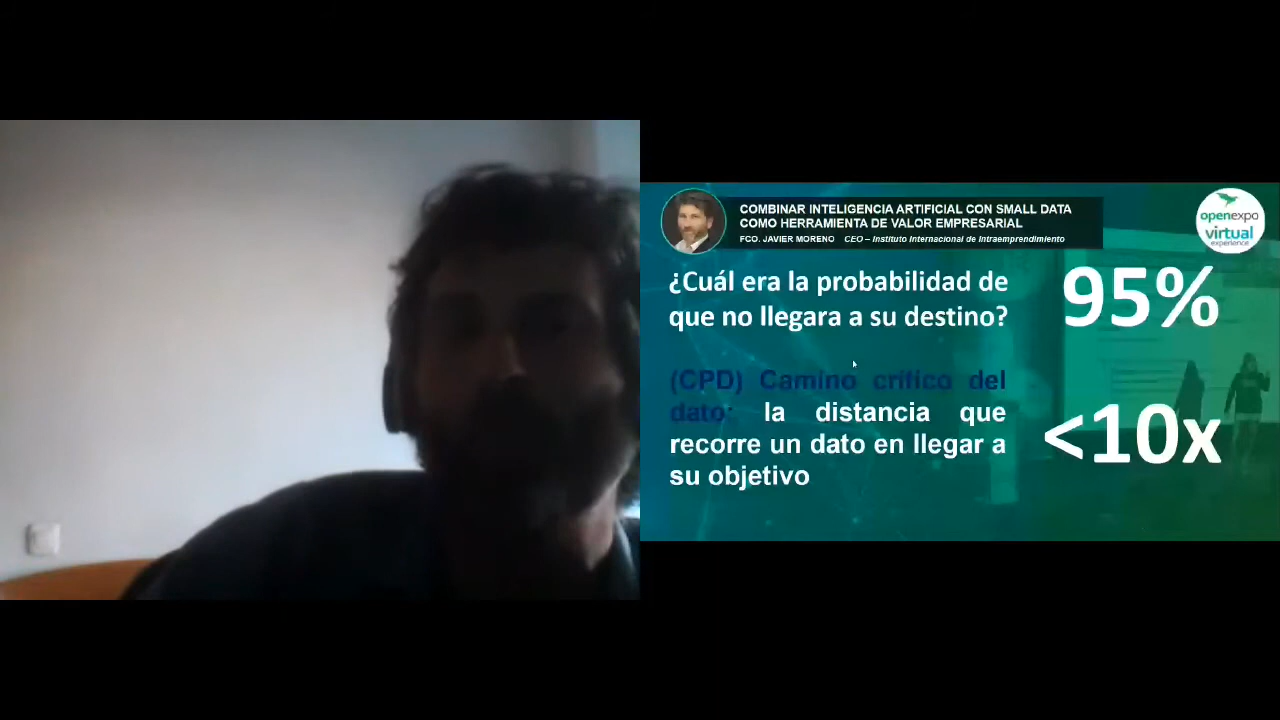 COMBINAR INTELIGENCIA ARTIFICIAL CON SMALL DATA
COMO HERRAMIENTA DE VALOR EMPRESARIAL
FCO. JAVIER MORENO CEO – Instituto Internacional de Intraemprendimiento
openexpo
virtual
experience
¿Cuál era la probabilidad de
que no llegara a su destino?
95%
(CPD) Camino crítico del
dato: la distancia que
recorre un dato en llegar a
su objetivo
<10x